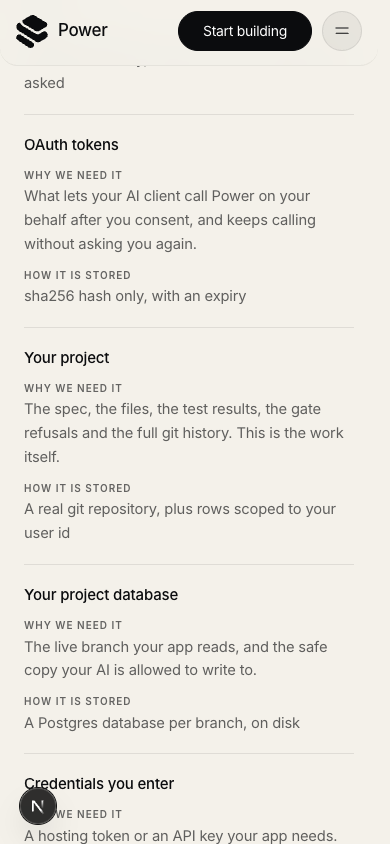 Power
Start building
asked
OAuth tokens
WHY WE NEED IT
What lets your AI client call Power on your
behalf after you consent, and keeps calling
without asking you again.
HOW IT IS STORED
sha256 hash only, with an expiry
Your project
WHY WE NEED IT
The spec, the files, the test results, the gate
refusals and the full git history. This is the work
itself.
HOW IT IS STORED
A real git repository, plus rows scoped to your
user id
Your project database
WHY WE NEED IT
The live branch your app reads, and the safe
copy your AI is allowed to write to.
HOW IT IS STORED
A Postgres database per branch, on disk
Credentials you enter
N
WE NEED IT
A hosting token or an API key your app needs.